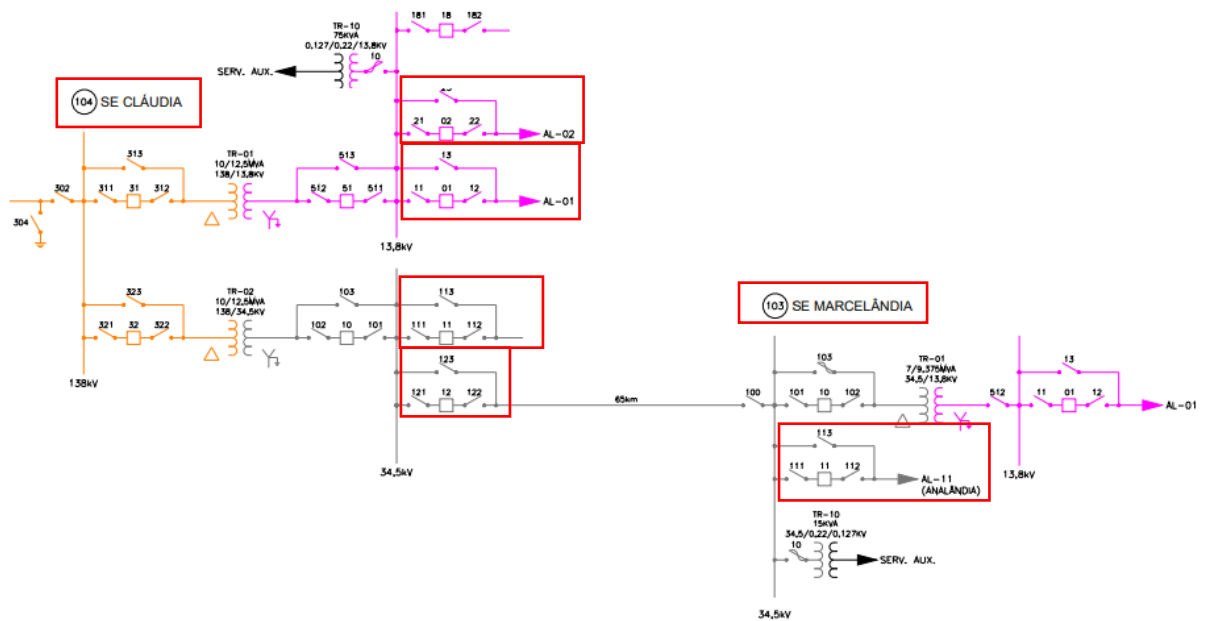 181 18 182
TR-10
75KVA
0,127/0,22/13,8KV
10
SERV. AUX.
104 SE CLÁUDIA
21 02 22
AL-02
313
302
311 31 312
304
TR-01
10/12,5MVA
138/13,8KV
513
512 51 511
13
11 01 12
AL-01
13,8kV
323
321 32 322
138kV
TR-02
10/12,5MVA
138/34,5KV
103
102 10 101
113
111 11 112
123
121 12 122
34,5kV
65km
103 SE MARCELÂNDIA
100
103
101 10 102
TR-01
7/9,375MVA
34,5/13,8KV
512
13
11 01 12
AL-01
13,8kV
113
111 11 112
AL-11
(ANALÂNDIA)
TR-10
15KVA
34,5/0,22/0,127KV
10
SERV. AUX.
34,5kV